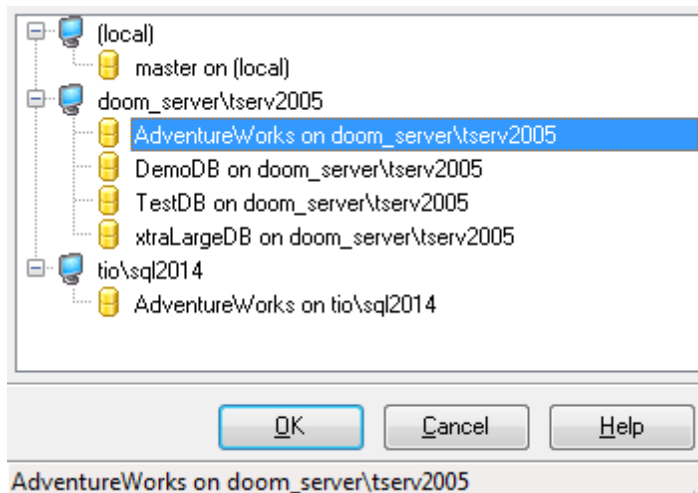 (local)
master on (local)
doom_server\tserv2005
AdventureWorks on doom_server\tserv2005
DemoDB on doom_server\tserv2005
TestDB on doom_server\tserv2005
xtraLargeDB on doom_server\tserv2005
tio\sql2014
AdventureWorks on tio\sql2014
OK Cancel Help
AdventureWorks on doom_server\tserv2005